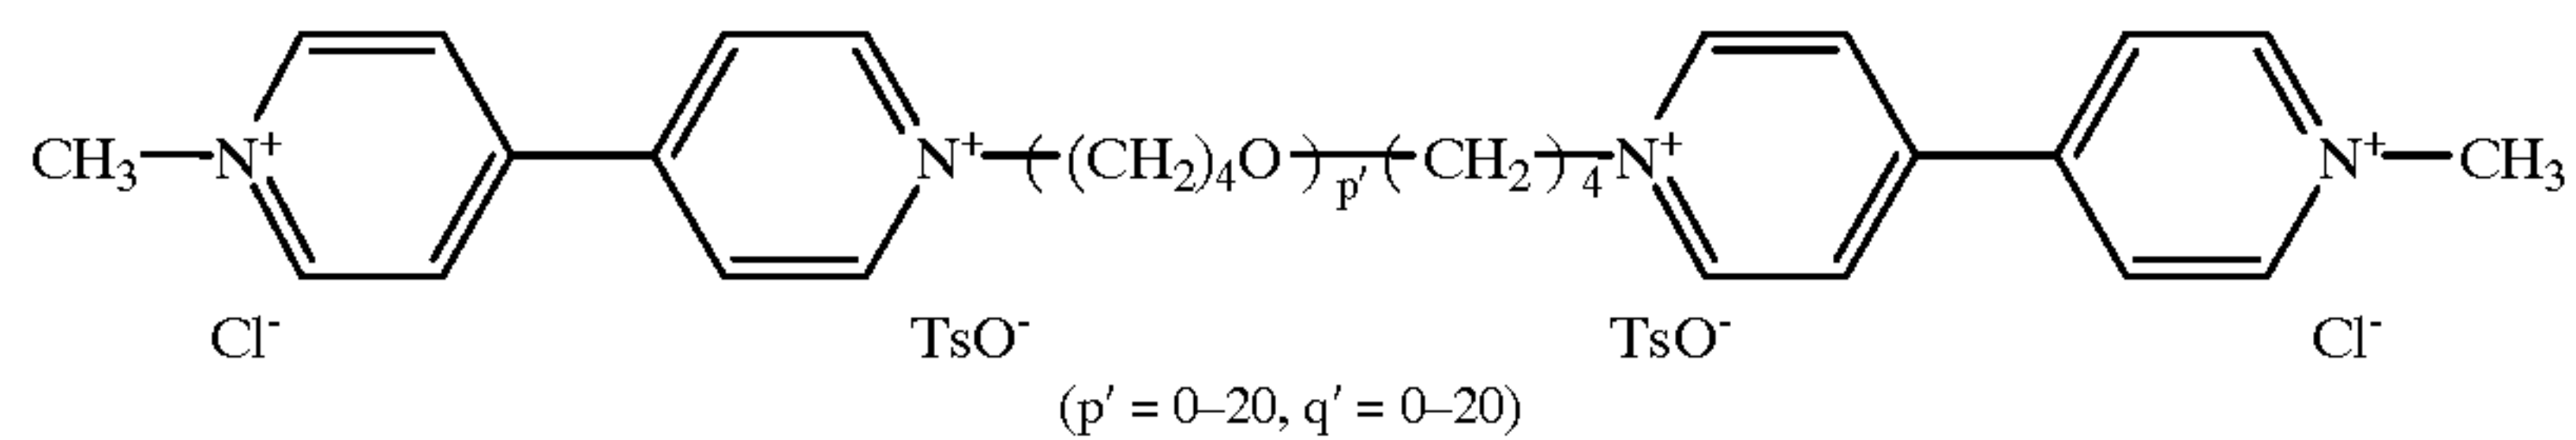 CH₃—N⁺ N⁺—((CH₂)₄O)p′(CH₂)₄N⁺ N⁺—CH₃
Cl⁻ TsO⁻ TsO⁻ Cl⁻
(p′ = 0–20, q′ = 0–20)